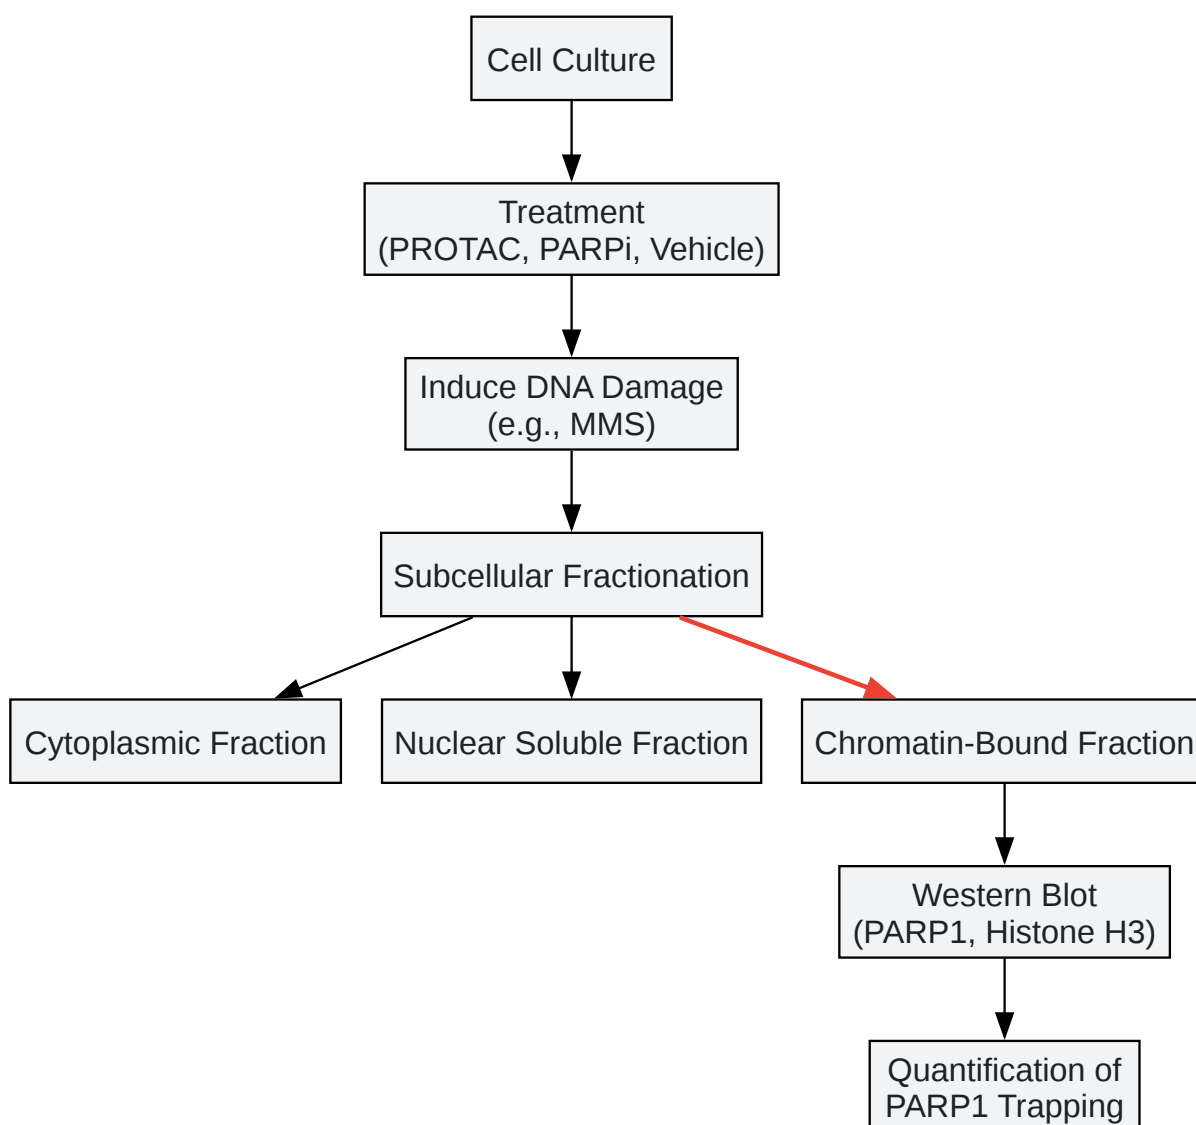 Cell Culture
Treatment
(PROTAC, PARPi, Vehicle)
Induce DNA Damage
(e.g., MMS)
Subcellular Fractionation
Cytoplasmic Fraction
Nuclear Soluble Fraction
Chromatin-Bound Fraction
Western Blot
(PARP1, Histone H3)
Quantification of
PARP1 Trapping